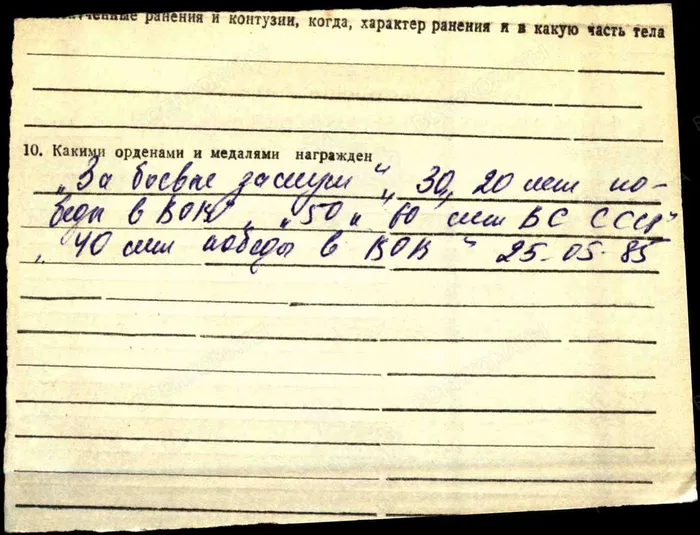 ученные ранения и контузии, когда, характер ранения и в какую часть тела
10. Какими орденами и медалями награжден
„За боевые заслуги“, 30, 20 лет по-
беды в ВОВ“, „50„ „60“ лет ВС СССР“
„40 лет победы в ВОВ“ 25-05-85